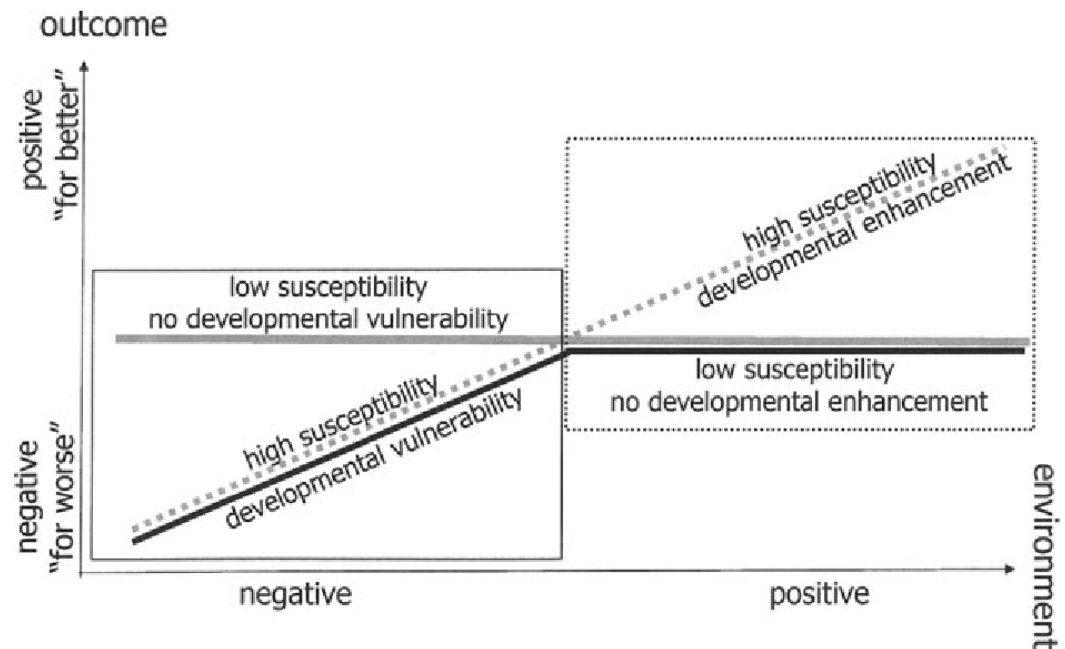 outcome
positive
"for better"
high susceptibility
developmental enhancement
low susceptibility
no developmental vulnerability
low susceptibility
no developmental enhancement
high susceptibility
developmental vulnerability
negative
"for worse"
environment
negative
positive